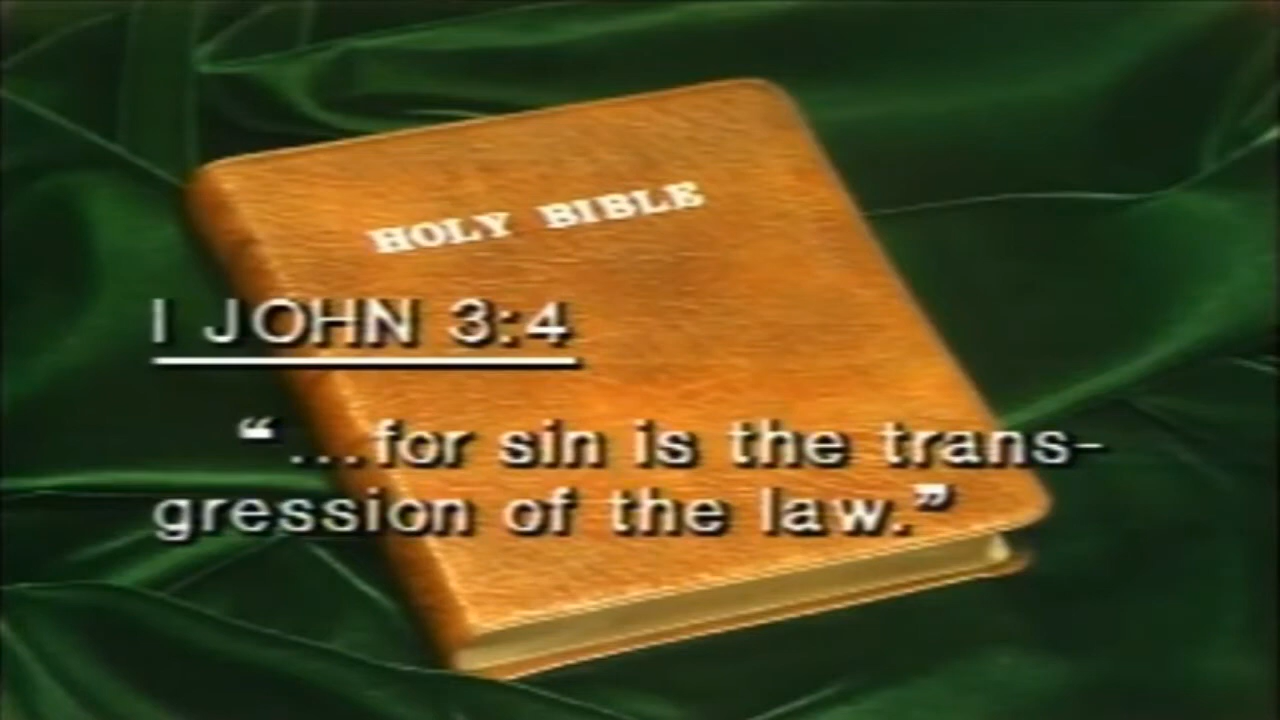 HOLY BIBLE
I JOHN 3:4
“...for sin is the trans-
gression of the law.”